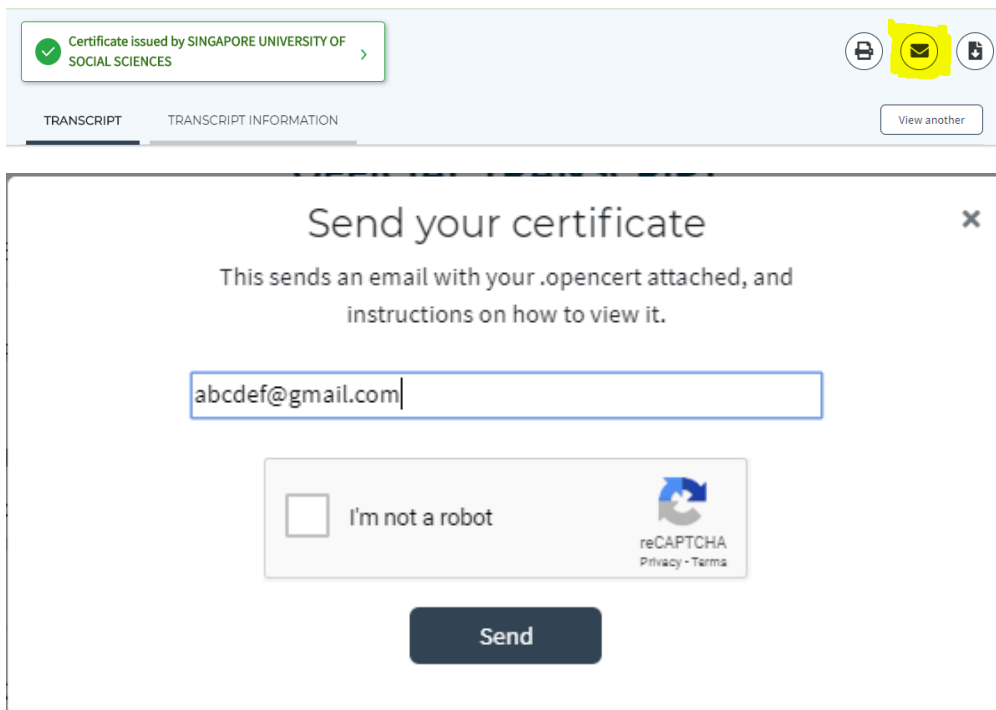 Certificate issued by SINGAPORE UNIVERSITY OF
SOCIAL SCIENCES
TRANSCRIPT
TRANSCRIPT INFORMATION
View another
OFFICIAL TRANSCRIPT
Send your certificate
This sends an email with your .opencert attached, and
instructions on how to view it.
abcdef@gmail.com
I'm not a robot
reCAPTCHA
Privacy - Terms
Send